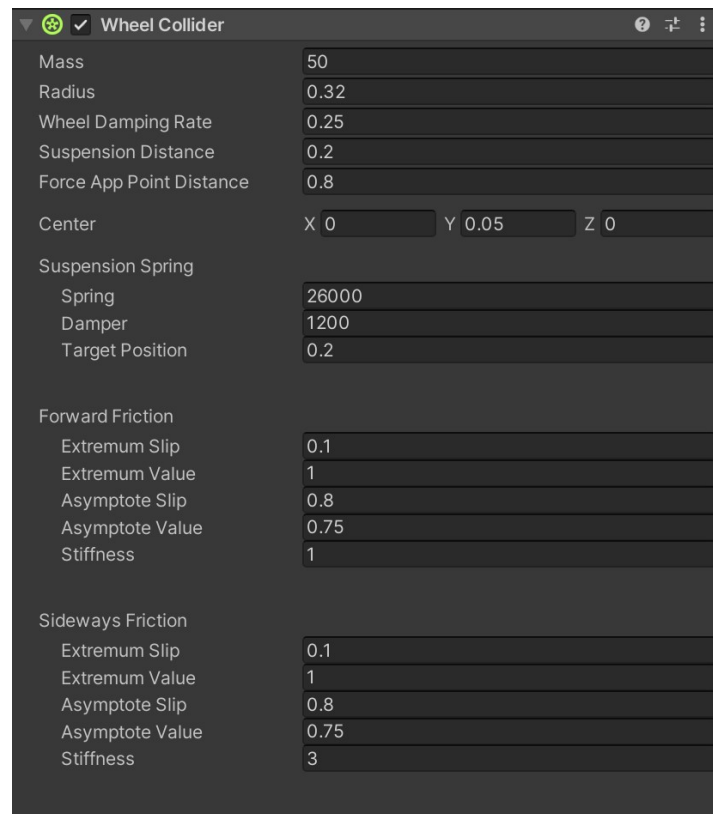 Wheel Collider
Mass 50
Radius 0.32
Wheel Damping Rate 0.25
Suspension Distance 0.2
Force App Point Distance 0.8
Center X 0 Y 0.05 Z 0
Suspension Spring
Spring 26000
Damper 1200
Target Position 0.2
Forward Friction
Extremum Slip 0.1
Extremum Value 1
Asymptote Slip 0.8
Asymptote Value 0.75
Stiffness 1
Sideways Friction
Extremum Slip 0.1
Extremum Value 1
Asymptote Slip 0.8
Asymptote Value 0.75
Stiffness 3